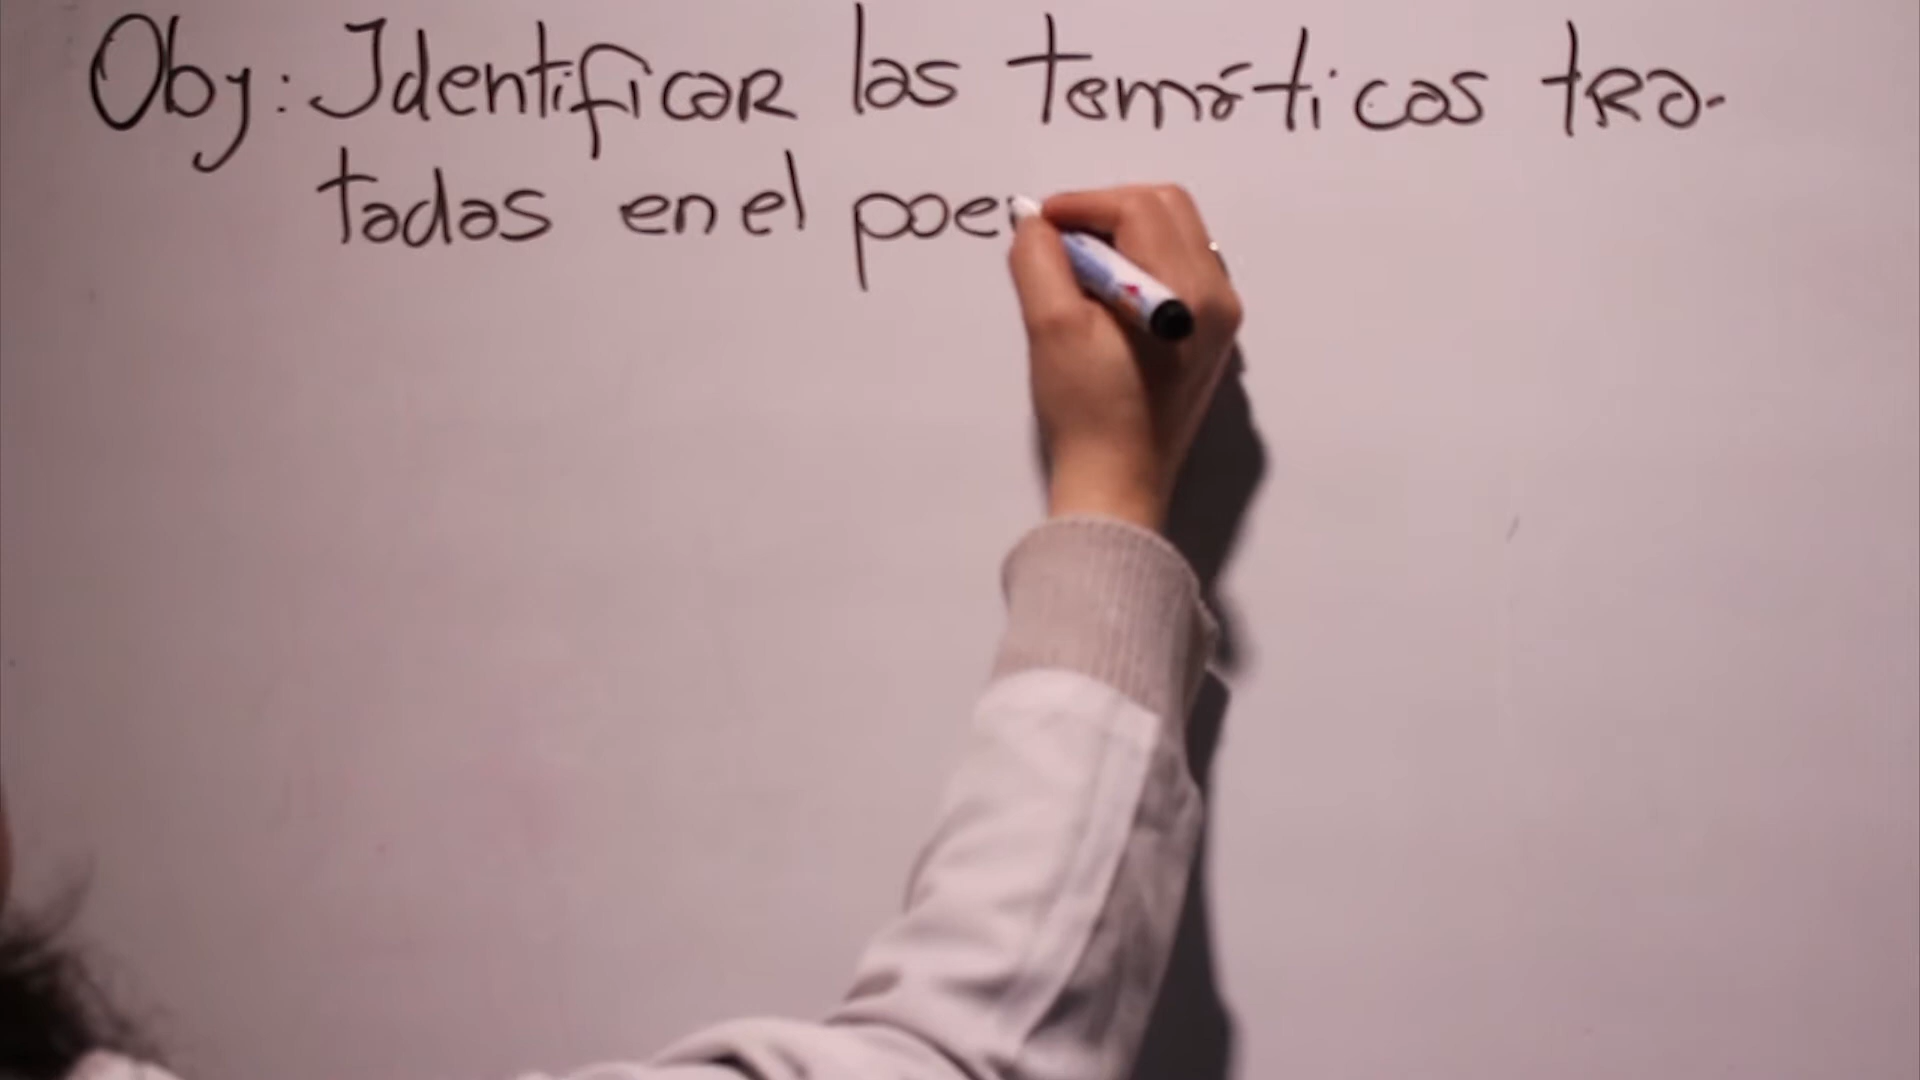 Obj: Identificar las temáticas tra-
tadas en el poe